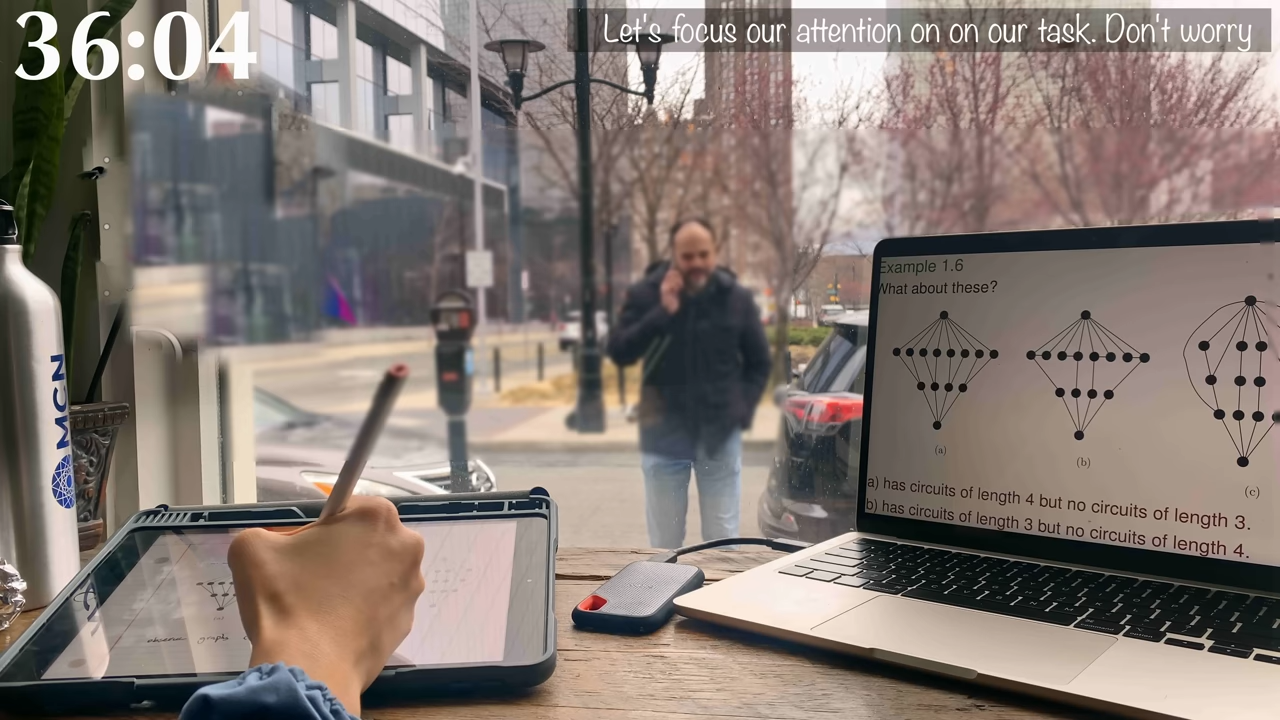 36:04
Let's focus our attention on on our task. Don't worry
MCN
Example 1.6
What about these?
(a)
(b)
(c)
a) has circuits of length 4 but no circuits of length 3.
b) has circuits of length 3 but no circuits of length 4.
graph